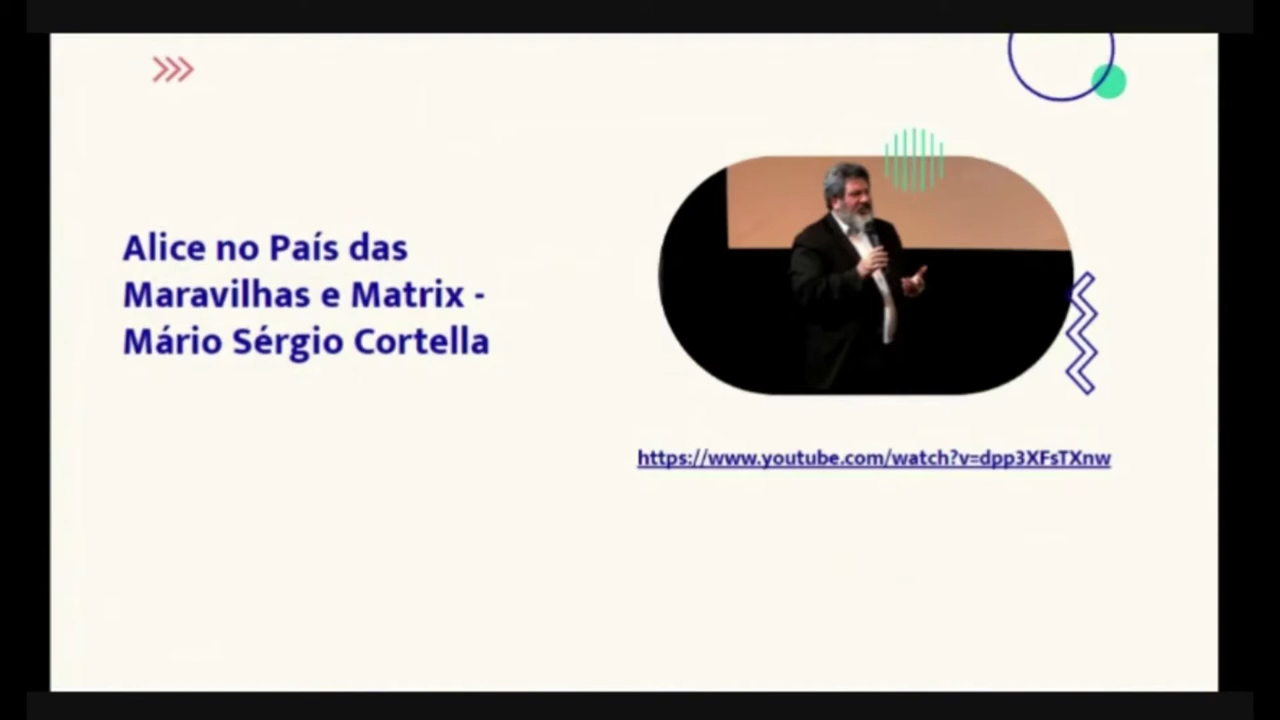 Alice no País das
Maravilhas e Matrix -
Mário Sérgio Cortella
https://www.youtube.com/watch?v=dpp3XFsTXnw